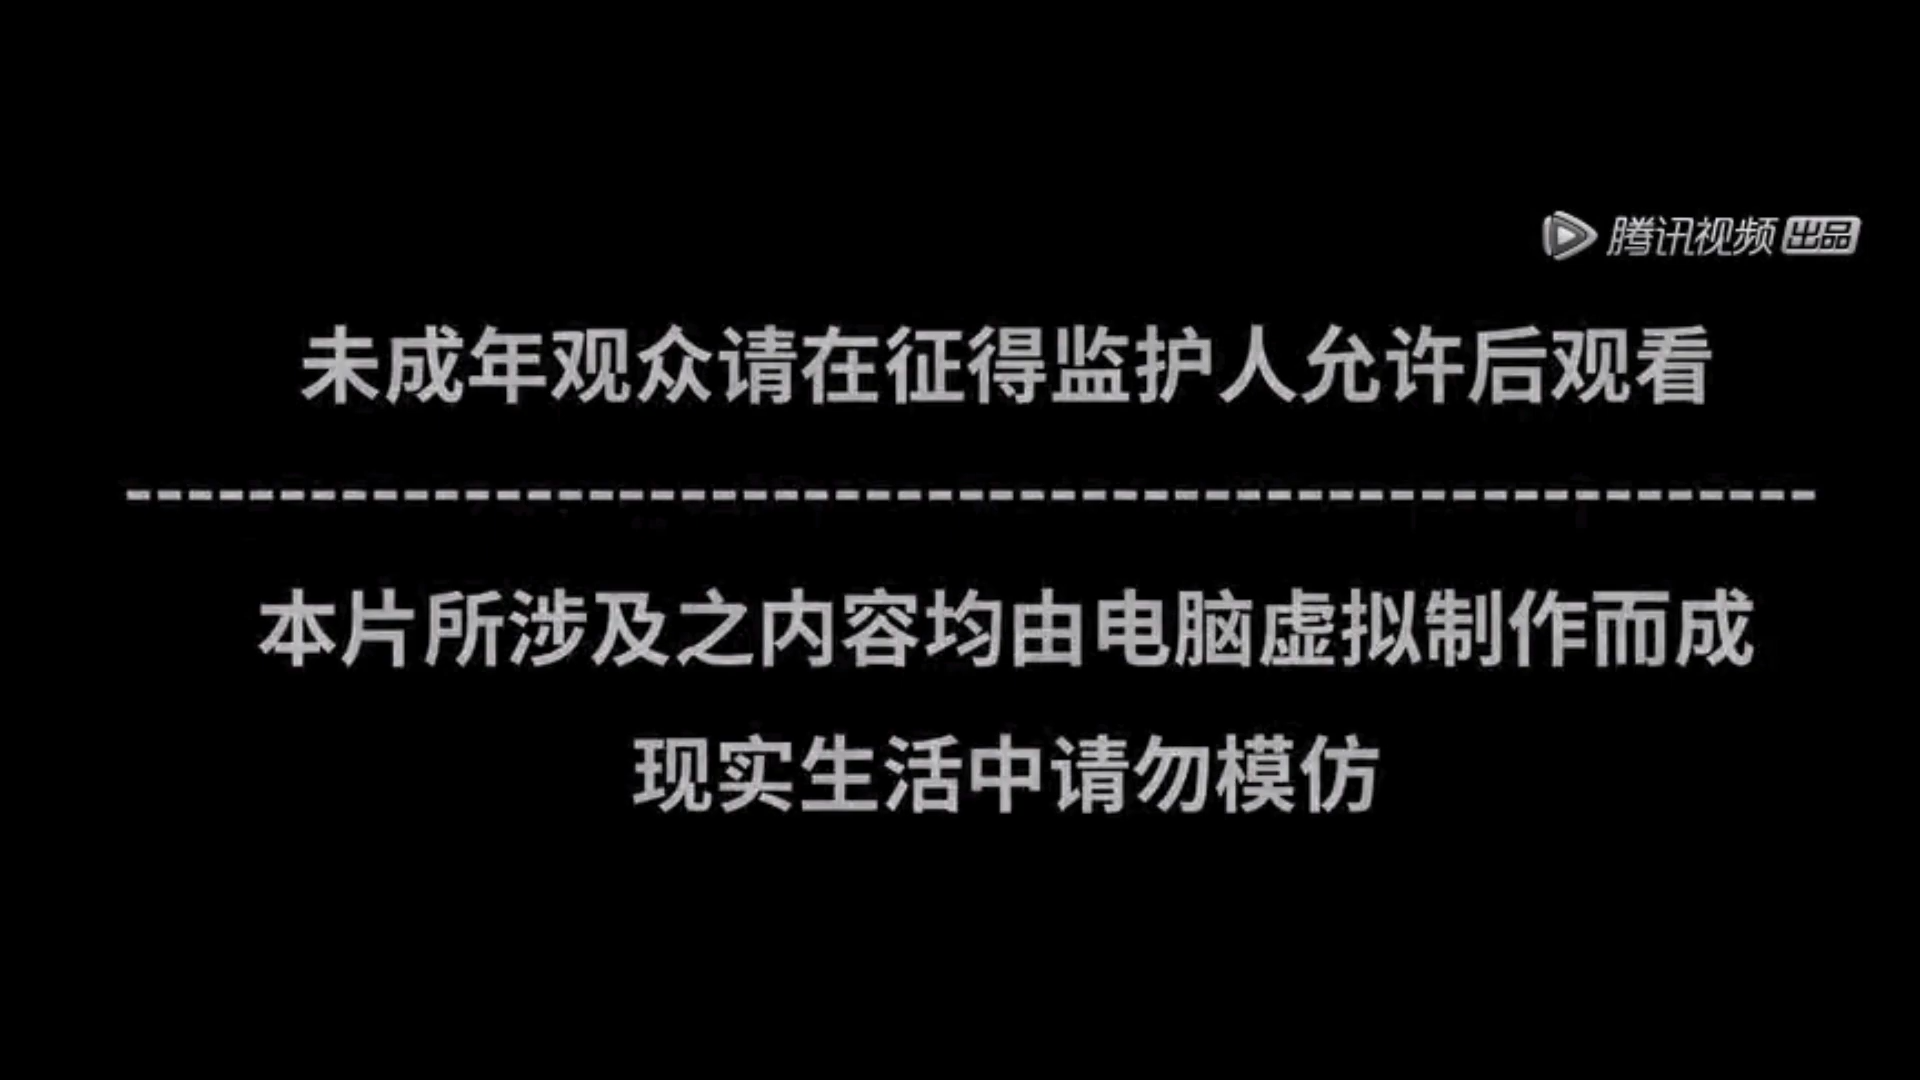 腾讯视频 出品
未成年观众请在征得监护人允许后观看
------------------------------------------------------
本片所涉及之内容均由电脑虚拟制作而成
现实生活中请勿模仿